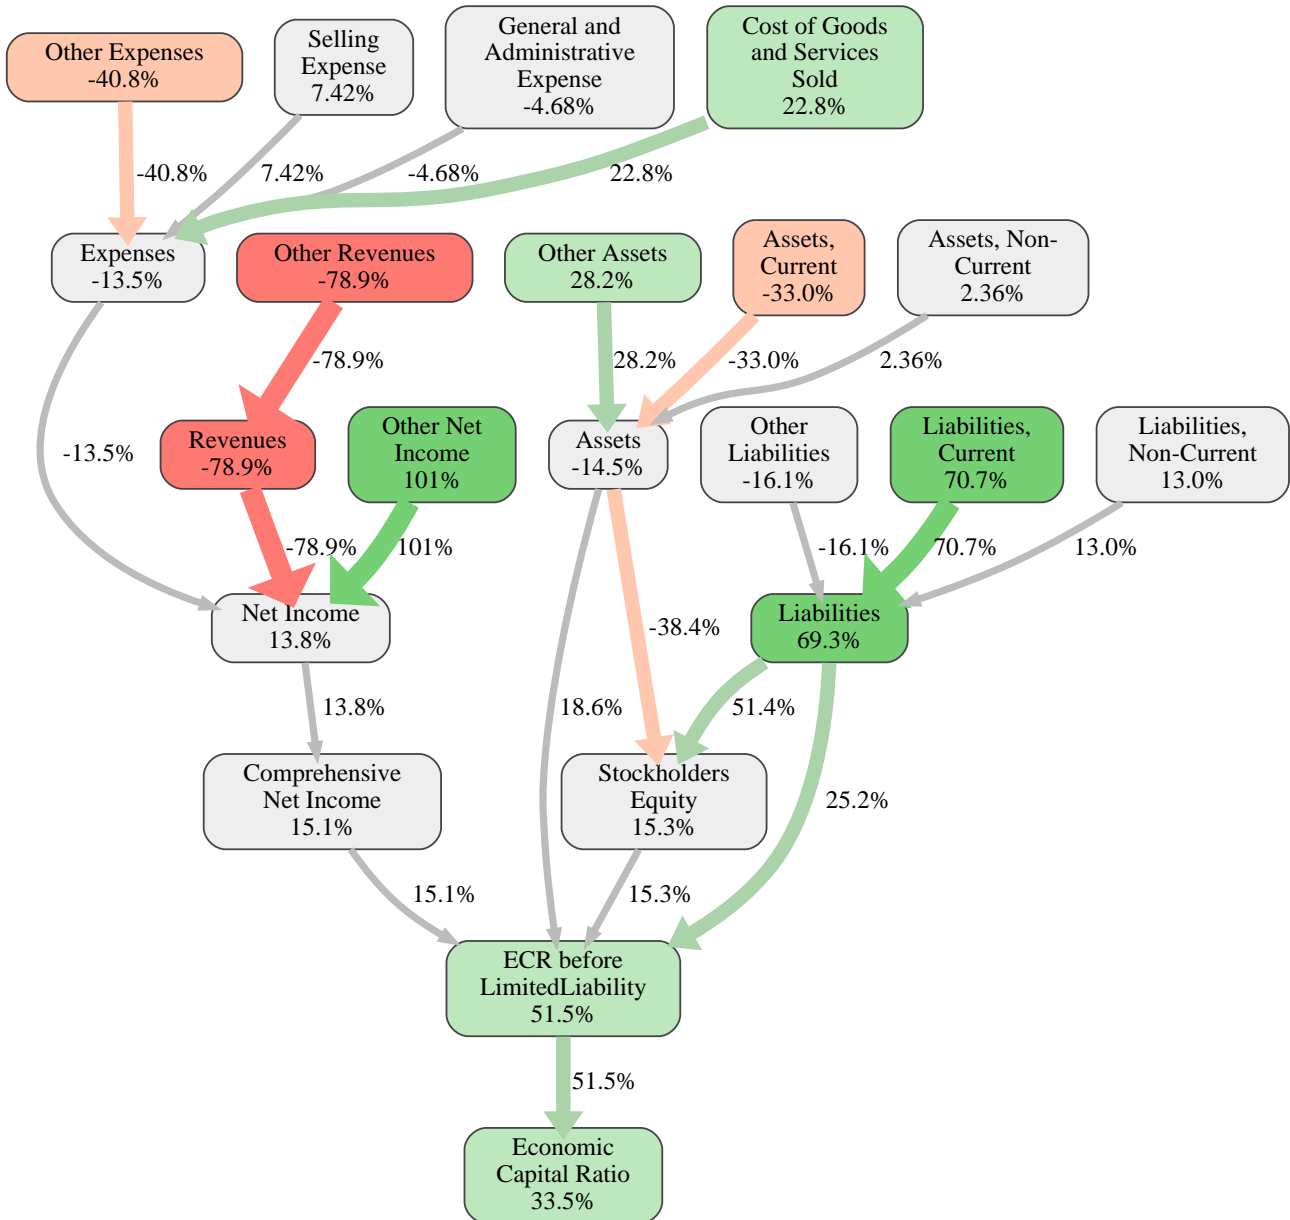 Other Expenses
-40.8%
Selling
Expense
7.42%
General and
Administrative
Expense
-4.68%
Cost of Goods
and Services
Sold
22.8%
-40.8%
7.42%
-4.68%
22.8%
Expenses
-13.5%
Other Revenues
-78.9%
Other Assets
28.2%
Assets,
Current
-33.0%
Assets, Non-
Current
2.36%
-78.9%
28.2%
-33.0%
2.36%
-13.5%
Revenues
-78.9%
Other Net
Income
101%
Assets
-14.5%
Other
Liabilities
-16.1%
Liabilities,
Current
70.7%
Liabilities,
Non-Current
13.0%
-78.9%
101%
-16.1%
70.7%
13.0%
Net Income
13.8%
-38.4%
Liabilities
69.3%
13.8%
18.6%
51.4%
Comprehensive
Net Income
15.1%
Stockholders
Equity
15.3%
25.2%
15.1%
15.3%
ECR before
LimitedLiability
51.5%
51.5%
Economic
Capital Ratio
33.5%